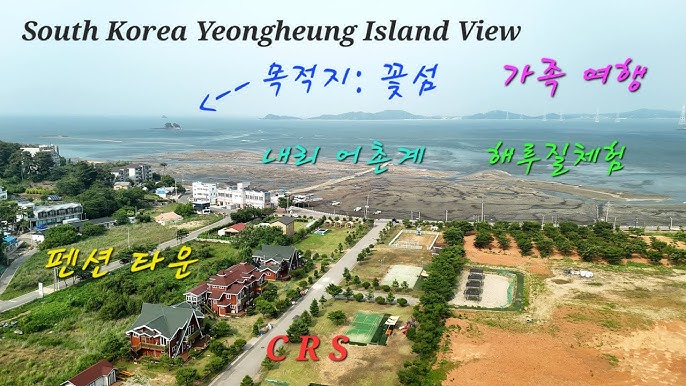 South Korea Yeongheung Island View
목적지: 꽃섬
가족 여행
내리 어촌계
해루질체험
펜션 타운
C R S